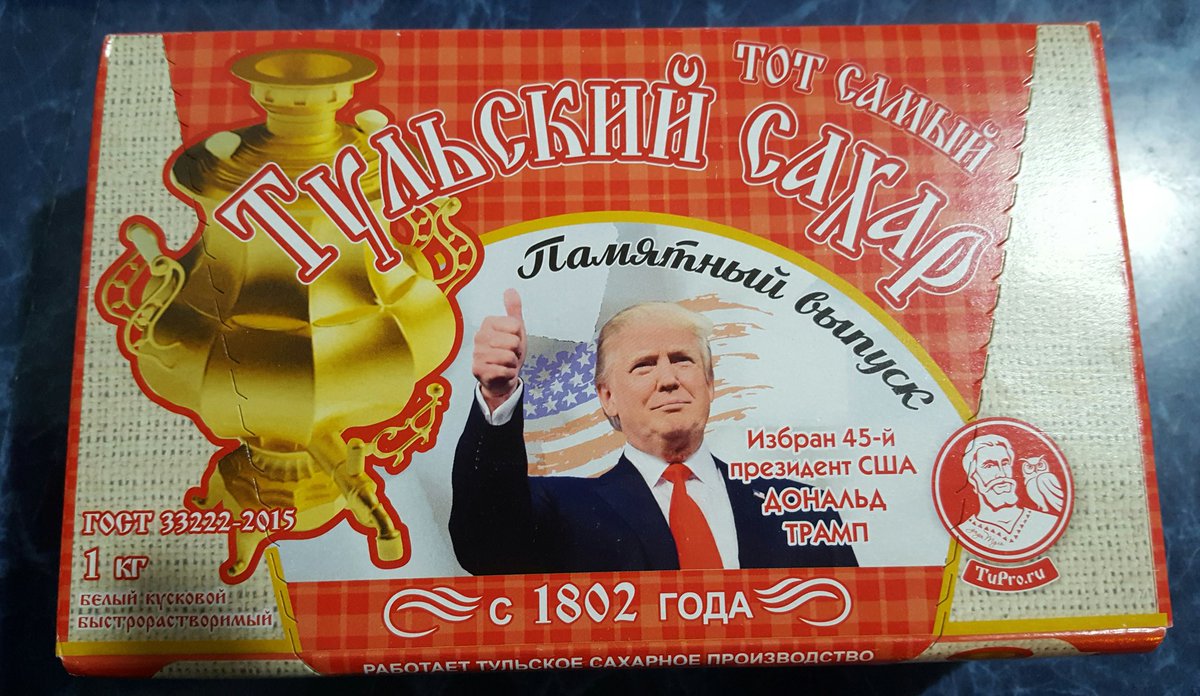 ТОТ САМЫЙ
Тульский сахар
Памятный выпуск
Избран 45-й
президент США
ДОНАЛЬД
ТРАМП
ГОСТ 33222-2015
1 кг
белый кусковой
быстрорастворимый
TuPro.ru
с 1802 года
РАБОТАЕТ ТУЛЬСКОЕ САХАРНОЕ ПРОИЗВОДСТВО